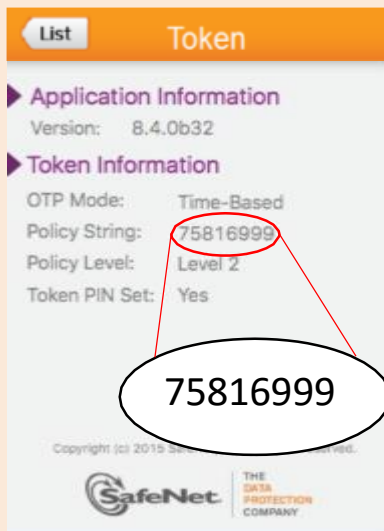 List Token
Application Information
Version: 8.4.0b32
Token Information
OTP Mode: Time-Based
Policy String: 75816999
Policy Level: Level 2
Token PIN Set: Yes
75816999
Copyright (c) 2015
SafeNet.
THE
DATA
PROTECTION
COMPANY